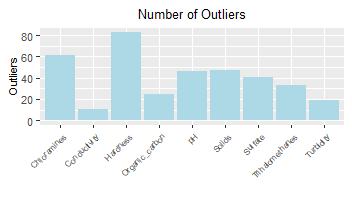 Number of Outliers
Outliers
80
60
40
20
0
Chloramines
Conductivity
Hardness
Organic_carbon
pH
Solids
Sulfate
Trihalomethanes
Turbidity